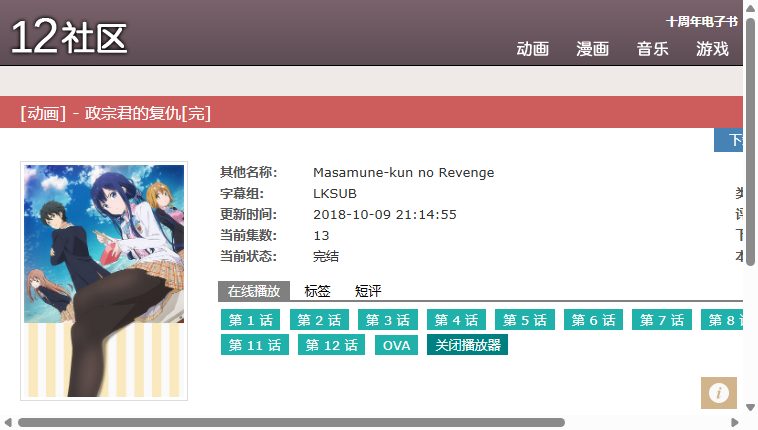 十周年电子书
12社区
动画 漫画 音乐 游戏
[动画] - 政宗君的复仇[完]
其他名称: Masamune-kun no Revenge
字幕组: LKSUB
更新时间: 2018-10-09 21:14:55
当前集数: 13
当前状态: 完结
在线播放 标签 短评
第 1 话 第 2 话 第 3 话 第 4 话 第 5 话 第 6 话 第 7 话 第 8
第 11 话 第 12 话 OVA 关闭播放器